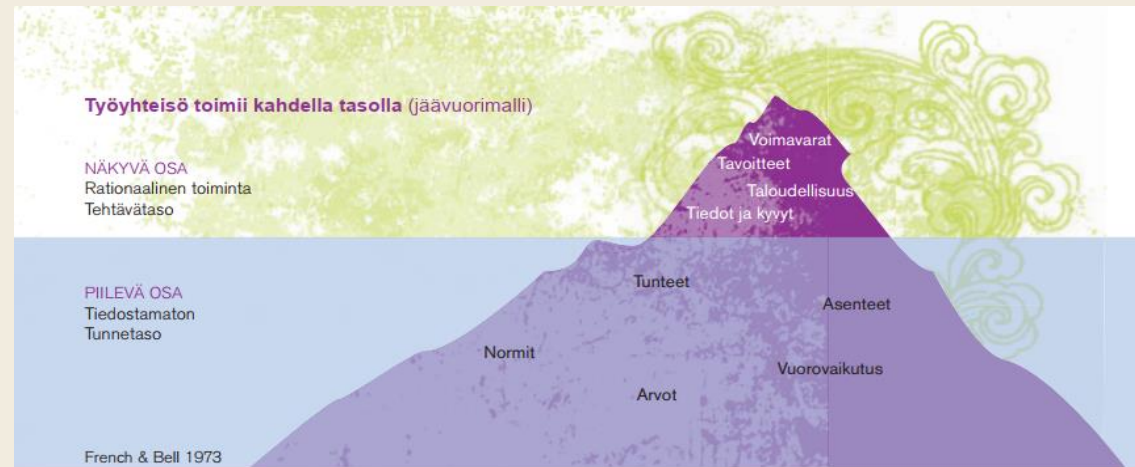 Työyhteisö toimii kahdella tasolla (jäävuorimalli)
NÄKYVÄ OSA
Rationaalinen toiminta
Tehtävätaso
Voimavarat
Tavoitteet
Taloudellisuus
Tiedot ja kyvyt
PIILEVÄ OSA
Tiedostamaton
Tunnetaso
Tunteet
Asenteet
Normit
Vuorovaikutus
Arvot
French & Bell 1973